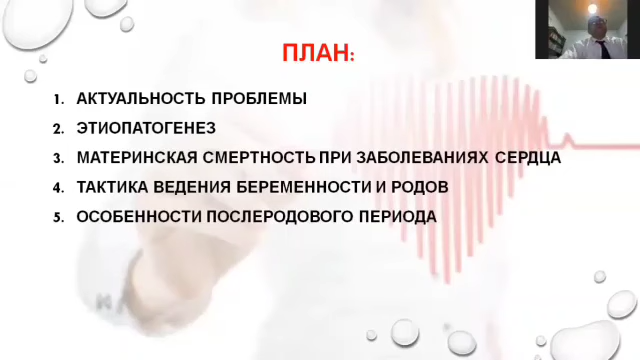 ПЛАН:
1. АКТУАЛЬНОСТЬ ПРОБЛЕМЫ
2. ЭТИОПАТОГЕНЕЗ
3. МАТЕРИНСКАЯ СМЕРТНОСТЬ ПРИ ЗАБОЛЕВАНИЯХ СЕРДЦА
4. ТАКТИКА ВЕДЕНИЯ БЕРЕМЕННОСТИ И РОДОВ
5. ОСОБЕННОСТИ ПОСЛЕРОДОВОГО ПЕРИОДА